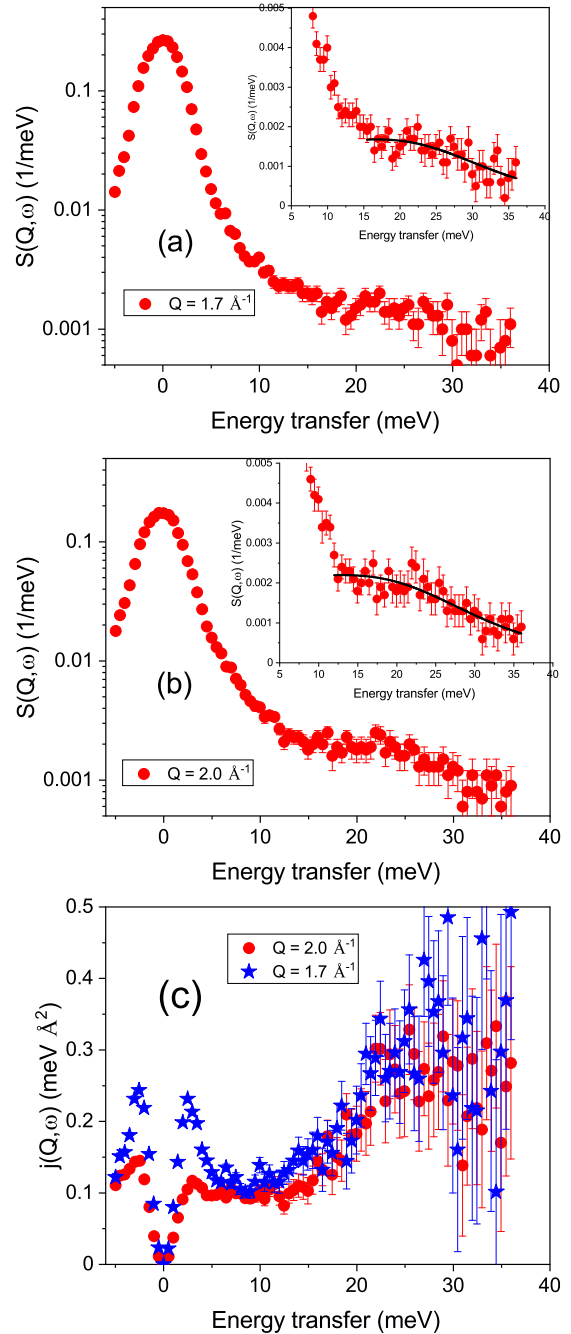 0.1
0.01
0.001
S(Q,ω) (1/meV)
(a)
Q = 1.7 Å⁻¹
0 10 20 30 40
Energy transfer (meV)
0.005
0.004
0.003
0.002
0.001
0
S(Q,ω) (1/meV)
5 10 15 20 25 30 35 40
Energy transfer (meV)
0.1
0.01
0.001
S(Q,ω) (1/meV)
(b)
Q = 2.0 Å⁻¹
0 10 20 30 40
Energy transfer (meV)
0.005
0.004
0.003
0.002
0.001
0
S(Q,ω) (1/meV)
5 10 15 20 25 30 35 40
Energy transfer (meV)
0.5
0.4
0.3
0.2
0.1
0
j(Q,ω) (meV Å²)
Q = 2.0 Å⁻¹
Q = 1.7 Å⁻¹
(c)
0 10 20 30 40
Energy transfer (meV)